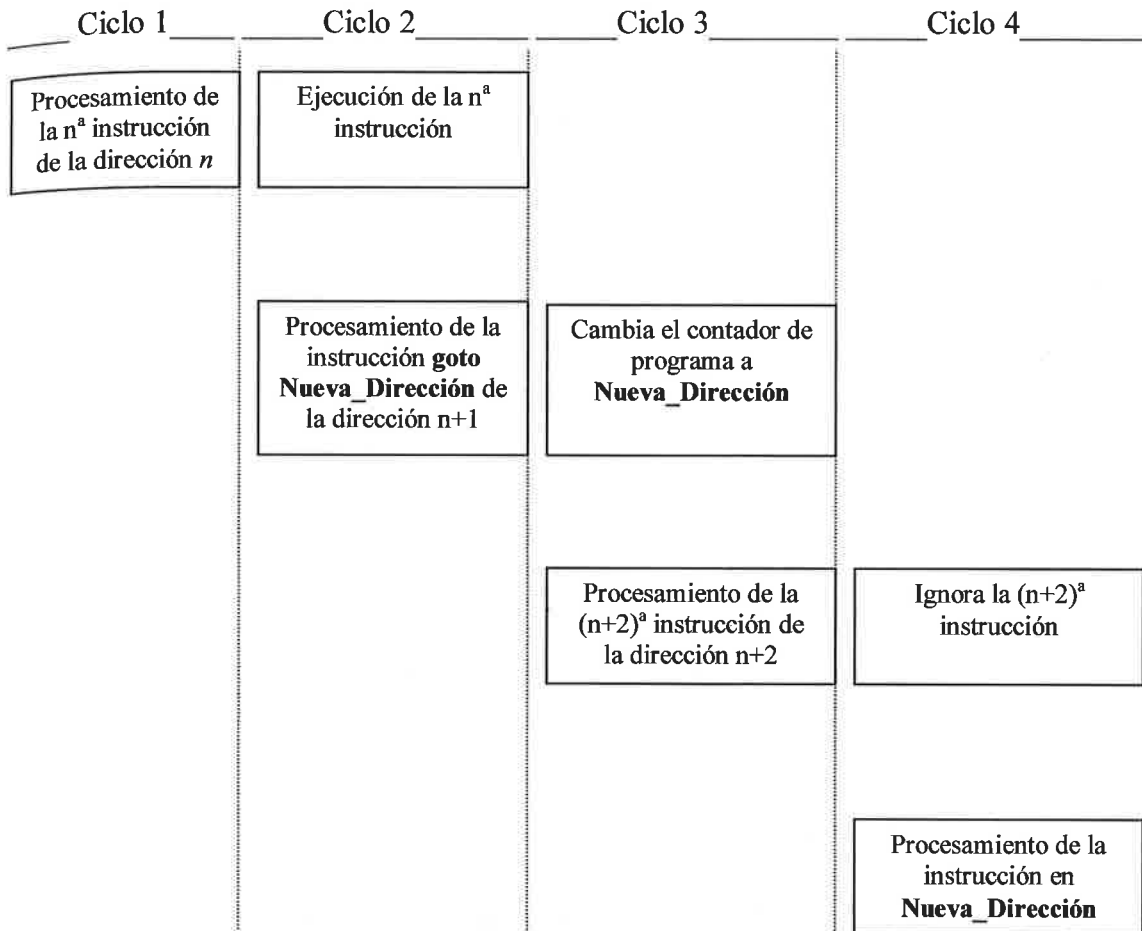 Ciclo 1 Ciclo 2 Ciclo 3 Ciclo 4
Procesamiento de
la nª instrucción
de la dirección n
Ejecución de la nª
instrucción
Procesamiento de la
instrucción goto
Nueva_Dirección de
la dirección n+1
Cambia el contador de
programa a
Nueva_Dirección
Procesamiento de la
(n+2)ª instrucción de
la dirección n+2
Ignora la (n+2)ª
instrucción
Procesamiento de la
instrucción en
Nueva_Dirección